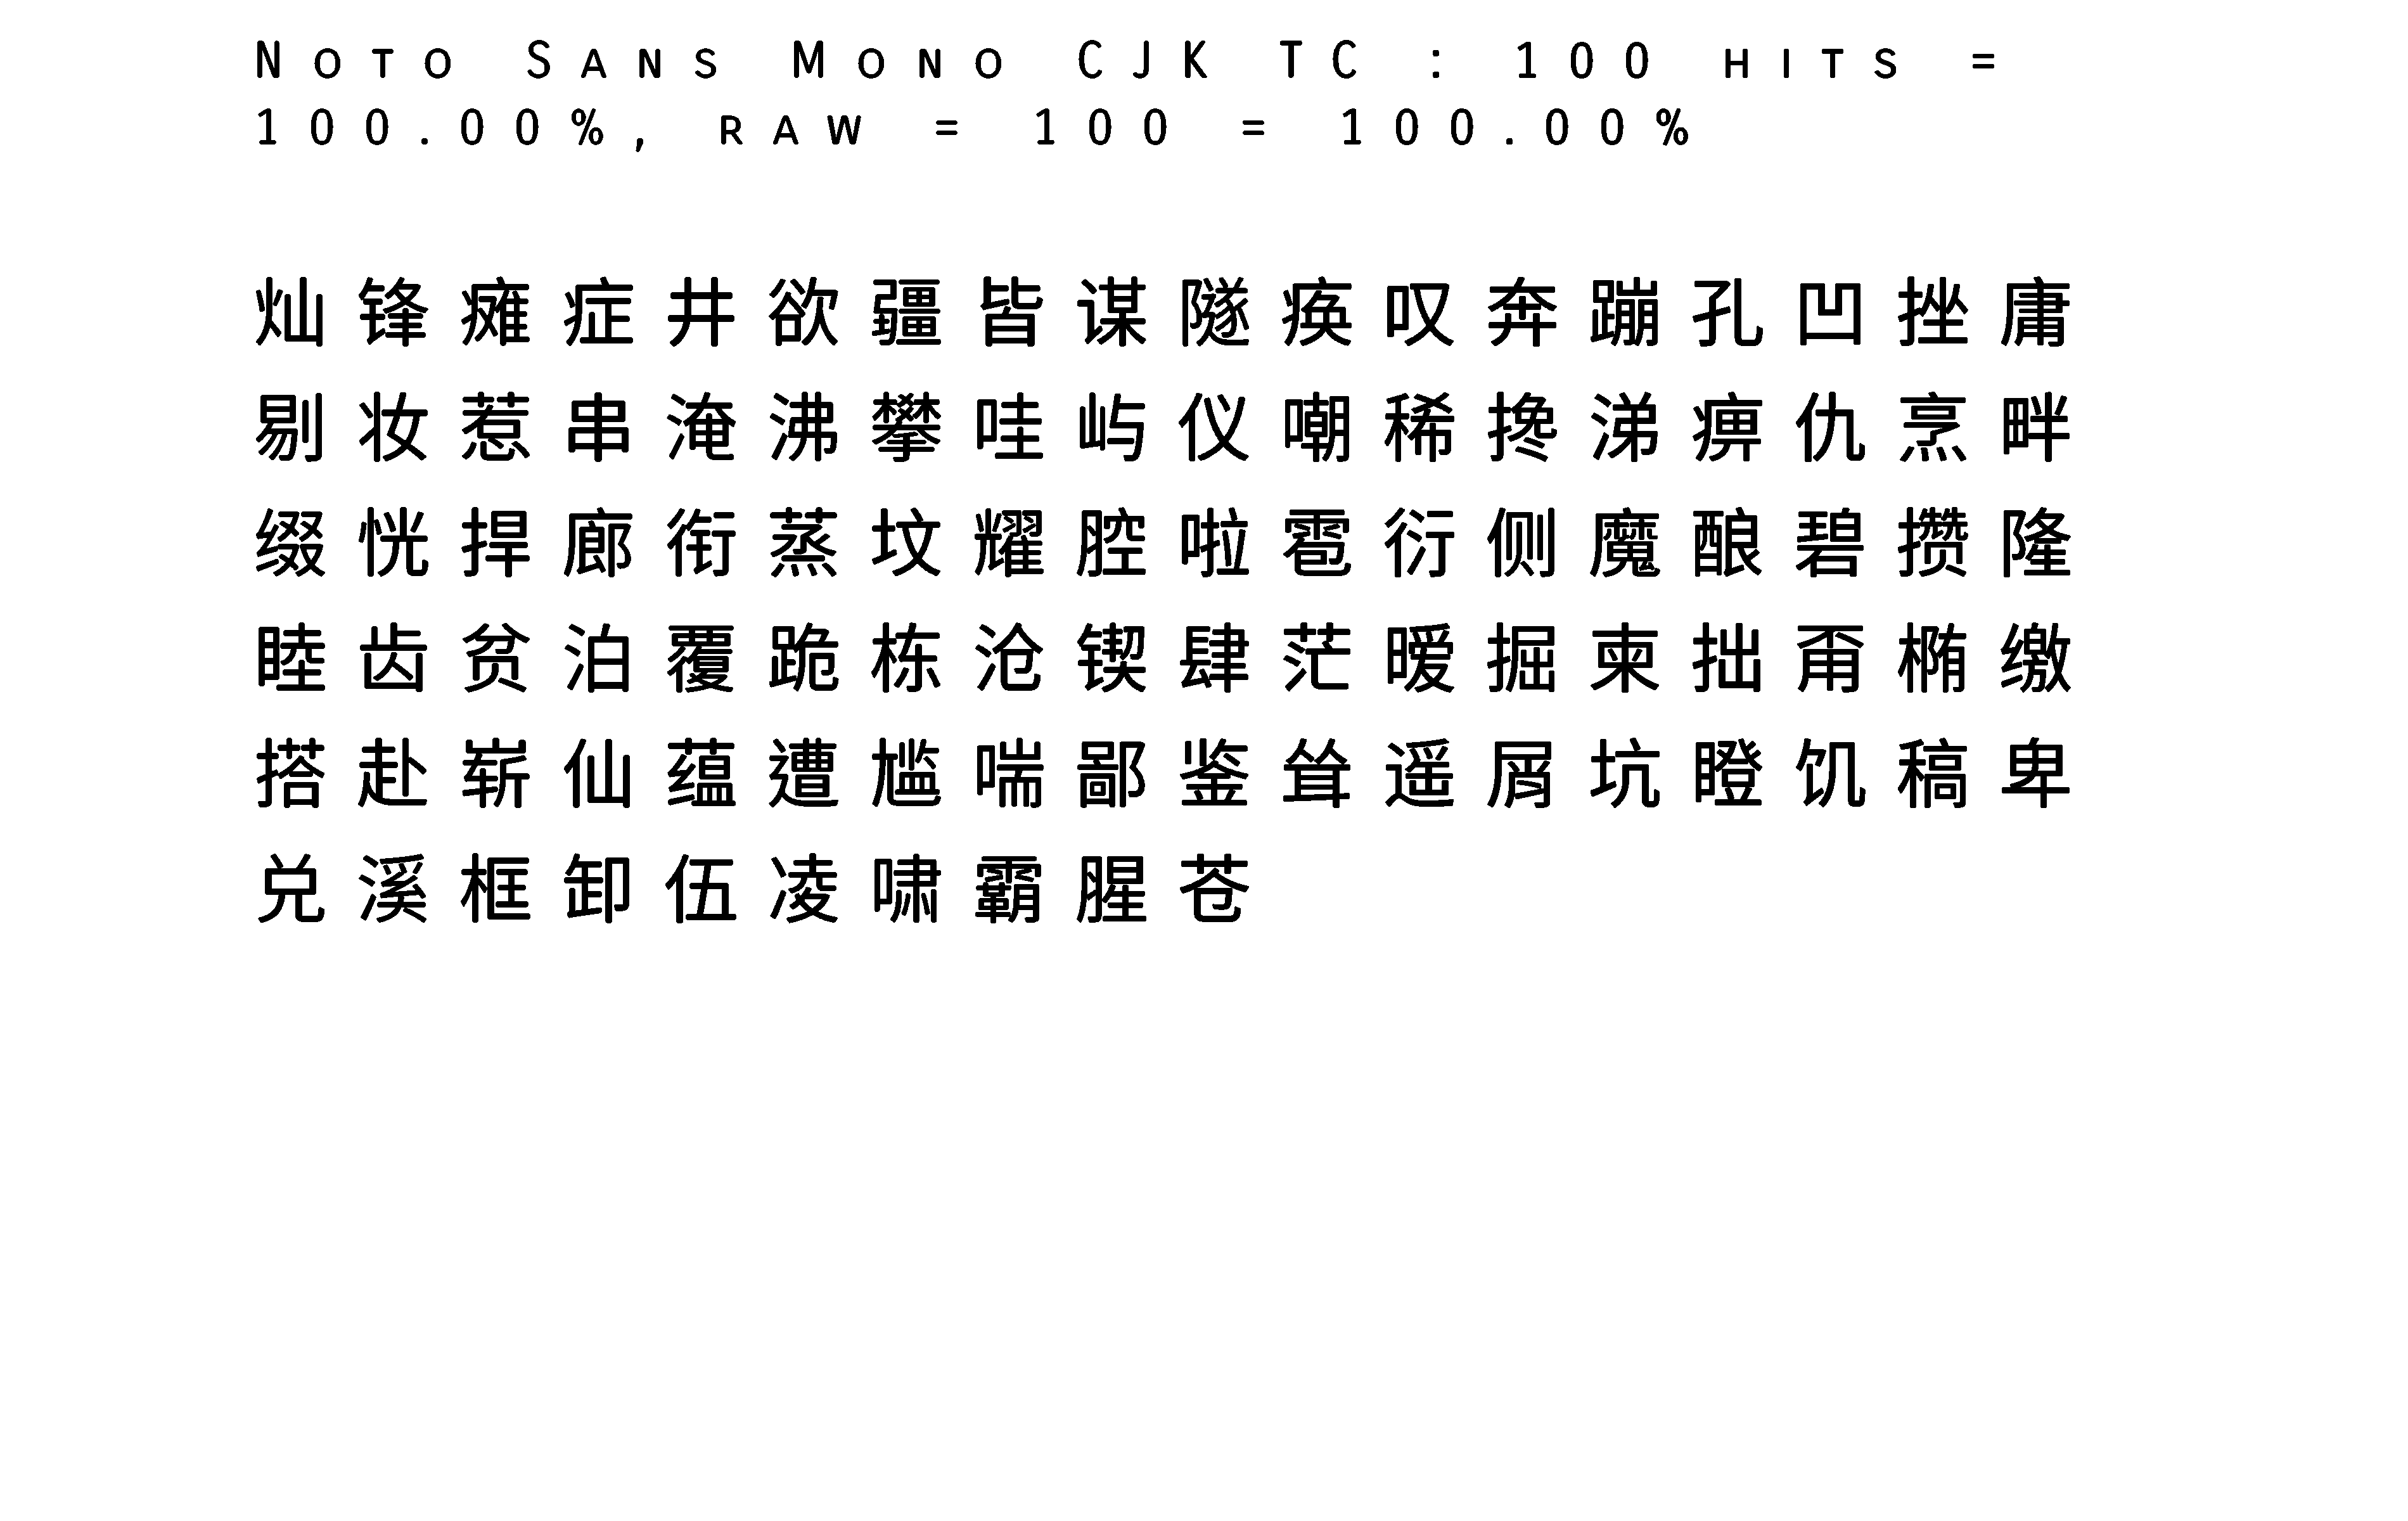 Noto Sans Mono CJK TC : 100 hits =
100.00%, raw = 100 = 100.00%
灿锋瘫症井欲疆皆谋隧痪叹奔蹦孔凹挫庸
剔妆惹串淹沸攀哇屿仪嘲稀搀涕痹仇烹畔
缀恍捍廊衔蒸坟耀腔啦雹衍侧魔酿碧攒隆
睦齿贫泊覆跪栋沧锲肆茫暧掘柬拙甭椭缴
搭赴崭仙蕴遭尴喘鄙鉴耸遥屑坑瞪饥稿卑
兑溪框卸伍凌啸霸腥苍